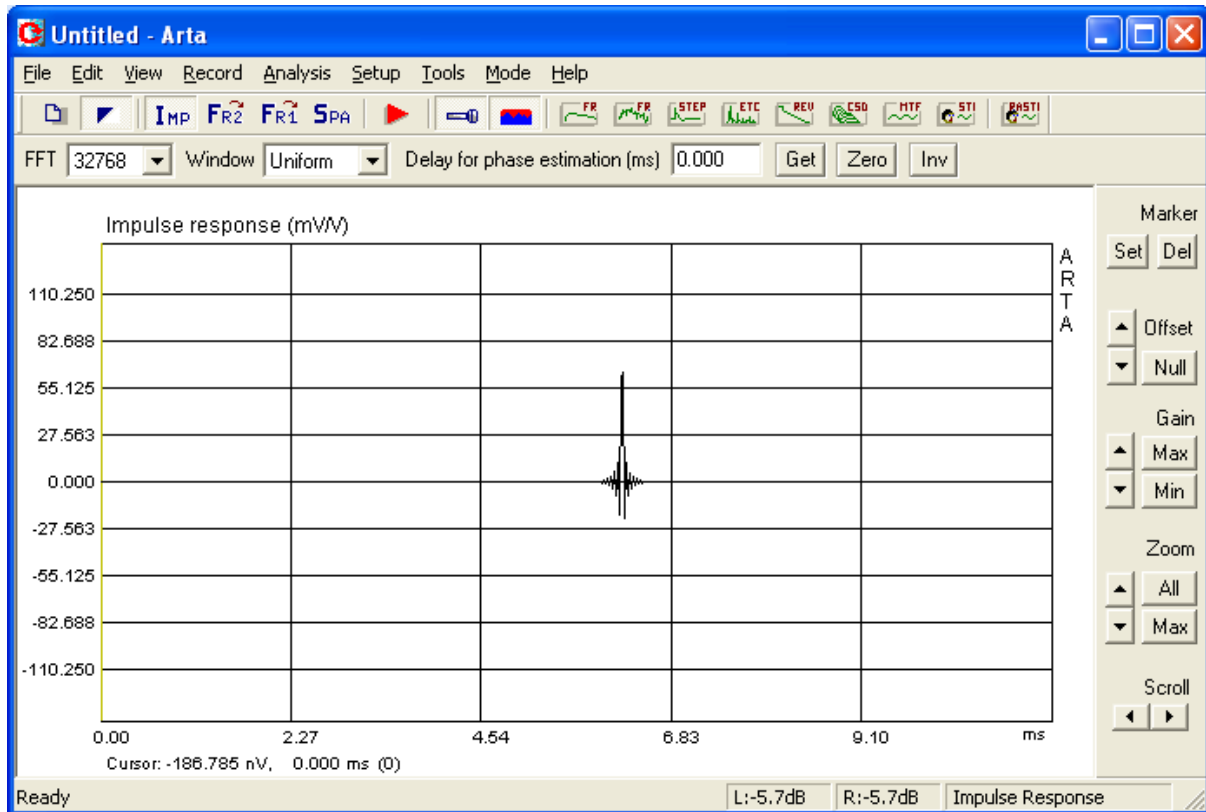 Untitled - Arta
File Edit View Record Analysis Setup Tools Mode Help
IMP FR2 FR1 SPA FR FR STEP ETC REV CSD MTF STI RASTI
FFT 32768 Window Uniform Delay for phase estimation (ms) 0.000 Get Zero Inv
Impulse response (mV/V)
Marker
Set Del
ARTA
110.250
82.688
Offset
55.125
Null
27.563
Gain
Max
0.000
Min
-27.563
Zoom
-55.125
All
-82.688
Max
-110.250
Scroll
0.00 2.27 4.54 6.83 9.10 ms
Cursor: -186.785 nV, 0.000 ms (0)
Ready L:-5.7dB R:-5.7dB Impulse Response